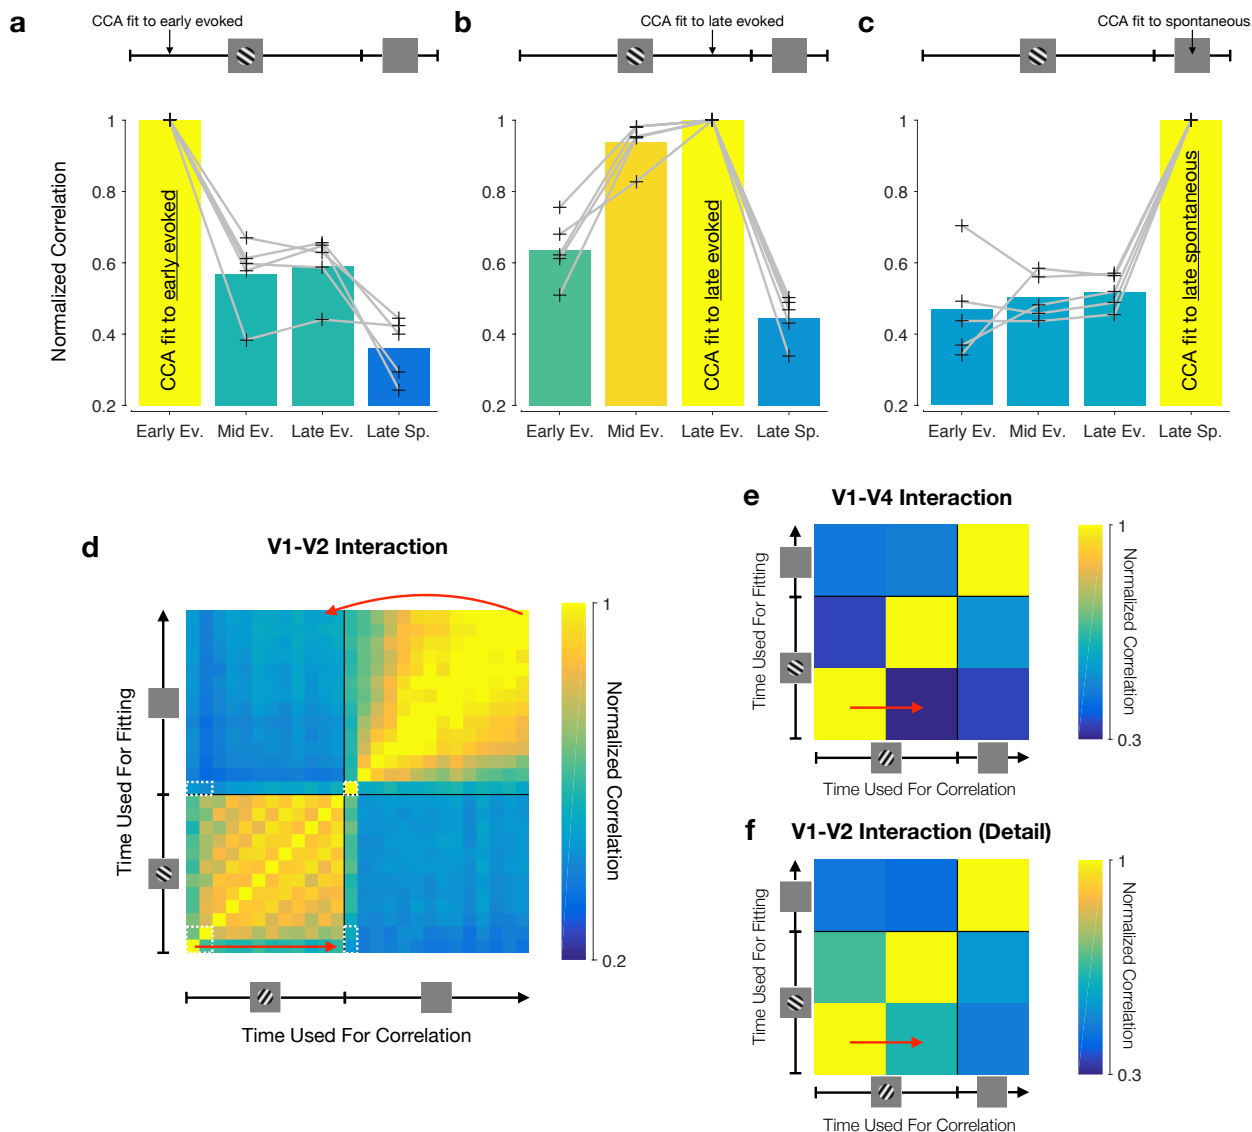 a
CCA fit to early evoked
b
CCA fit to late evoked
c
CCA fit to spontaneous
Normalized Correlation
1
0.8
0.6
0.4
0.2
CCA fit to early evoked
Early Ev.
Mid Ev.
Late Ev.
Late Sp.
1
0.8
0.6
0.4
0.2
CCA fit to late evoked
Early Ev.
Mid Ev.
Late Ev.
Late Sp.
1
0.8
0.6
0.4
0.2
CCA fit to late spontaneous
Early Ev.
Mid Ev.
Late Ev.
Late Sp.
d
V1-V2 Interaction
Time Used For Fitting
Time Used For Correlation
1
0.2
Normalized Correlation
e
V1-V4 Interaction
Time Used For Fitting
Time Used For Correlation
1
0.3
Normalized Correlation
f
V1-V2 Interaction (Detail)
Time Used For Fitting
Time Used For Correlation
1
0.3
Normalized Correlation